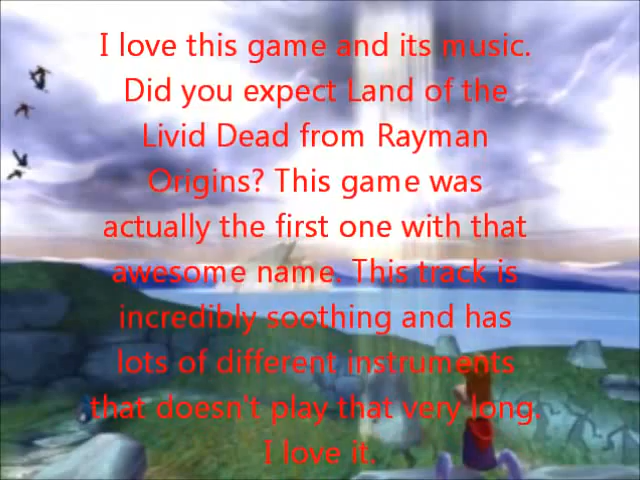 I love this game and its music.
Did you expect Land of the
Livid Dead from Rayman
Origins? This game was
actually the first one with that
awesome name. This track is
incredibly soothing and has
lots of different instruments
that doesn't play that very long.
I love it.